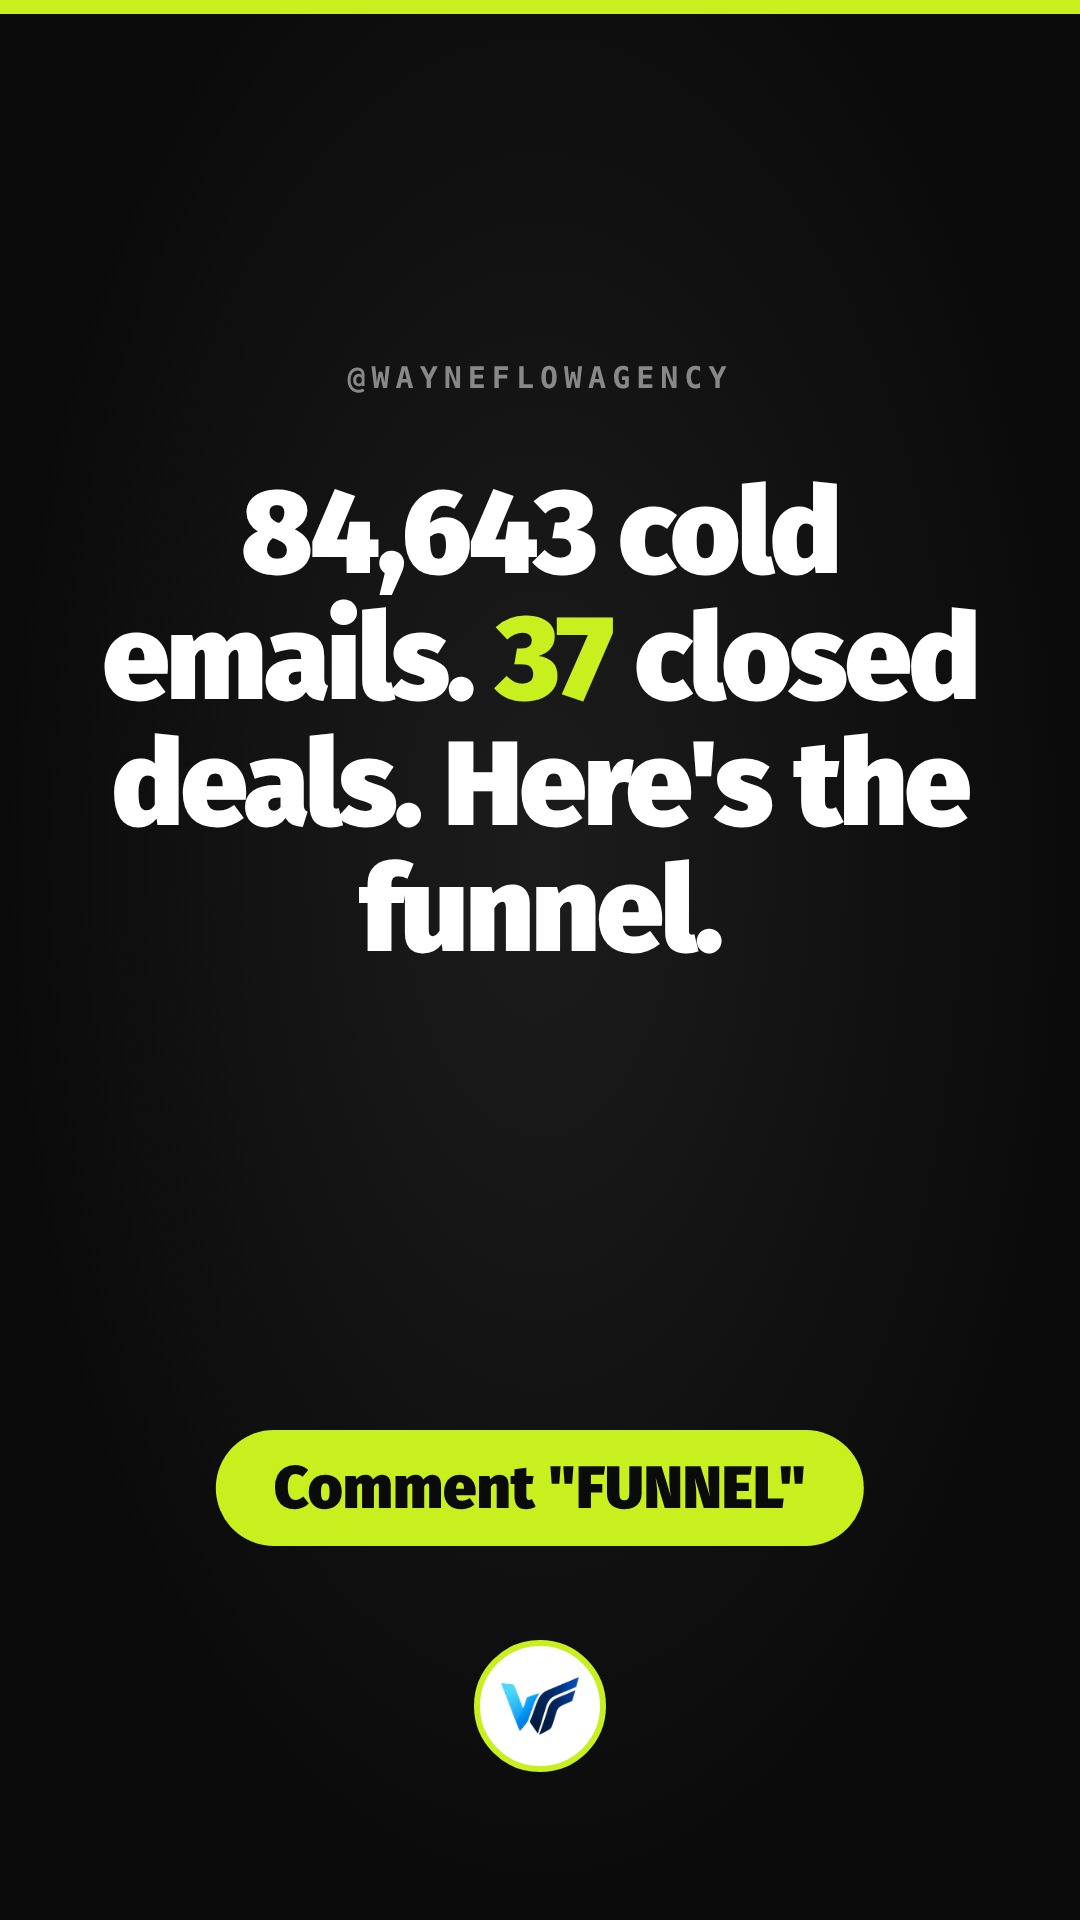 @WAYNEFLOWAGENCY
84,643 cold
emails. 37 closed
deals. Here's the
funnel.
Comment "FUNNEL"